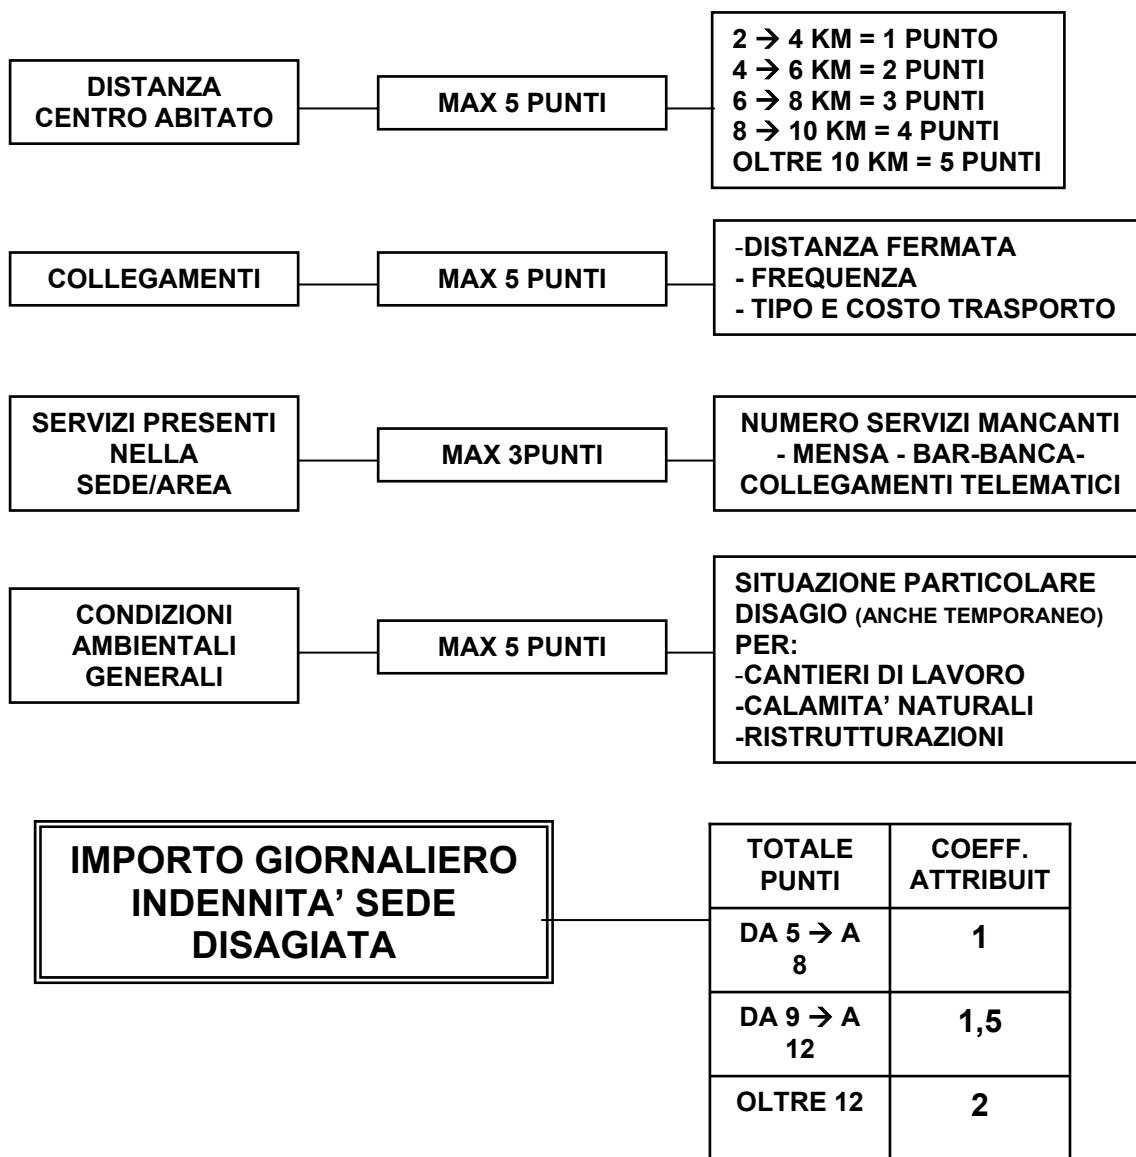 DISTANZA
CENTRO ABITATO
MAX 5 PUNTI
2 → 4 KM = 1 PUNTO
4 → 6 KM = 2 PUNTI
6 → 8 KM = 3 PUNTI
8 → 10 KM = 4 PUNTI
OLTRE 10 KM = 5 PUNTI
COLLEGAMENTI
MAX 5 PUNTI
-DISTANZA FERMATA
- FREQUENZA
- TIPO E COSTO TRASPORTO
SERVIZI PRESENTI
NELLA
SEDE/AREA
MAX 3PUNTI
NUMERO SERVIZI MANCANTI
- MENSA - BAR-BANCA-
COLLEGAMENTI TELEMATICI
CONDIZIONI
AMBIENTALI
GENERALI
MAX 5 PUNTI
SITUAZIONE PARTICOLARE
DISAGIO (ANCHE TEMPORANEO)
PER:
-CANTIERI DI LAVORO
-CALAMITA’ NATURALI
-RISTRUTTURAZIONI
IMPORTO GIORNALIERO
INDENNITA’ SEDE
DISAGIATA
TOTALE
PUNTI
COEFF.
ATTRIBUIT
DA 5 → A
8
1
DA 9 → A
12
1,5
OLTRE 12
2